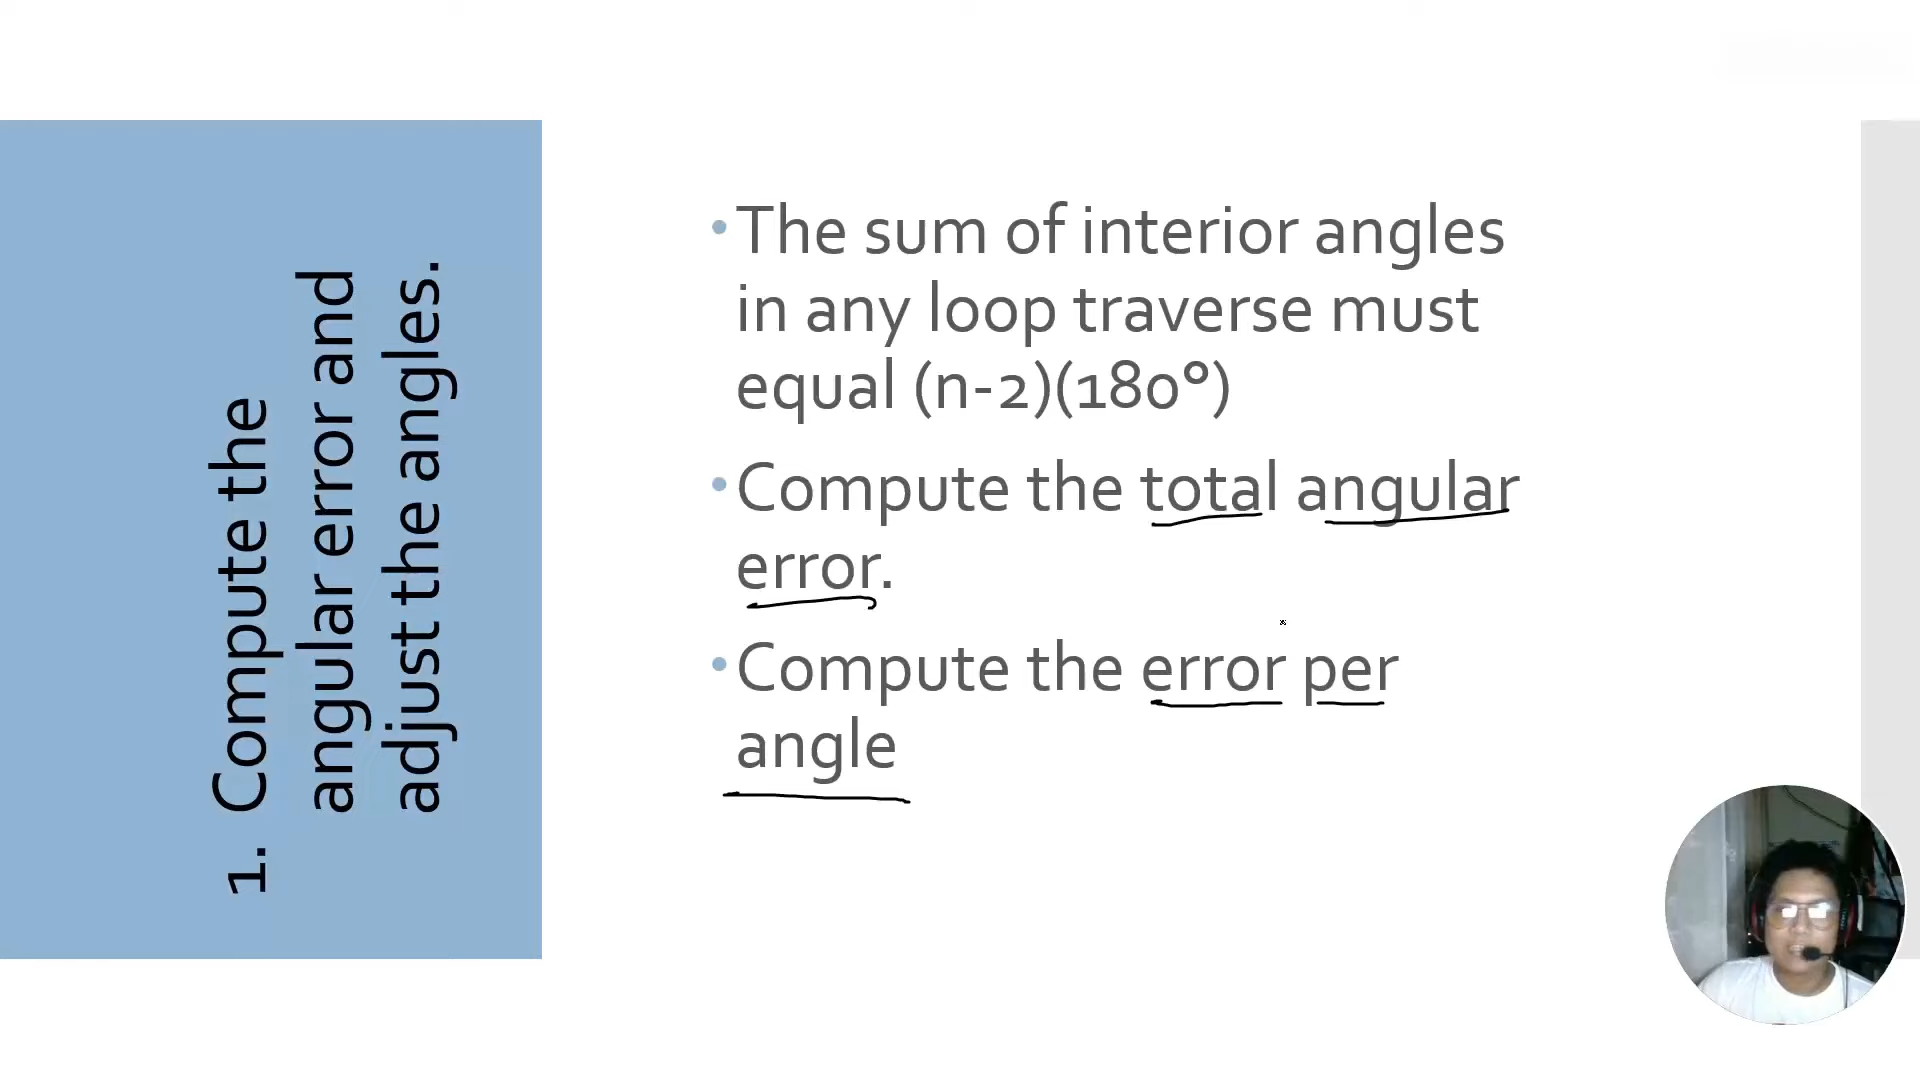 1. Compute the
angular error and
adjust the angles.
•The sum of interior angles
in any loop traverse must
equal (n-2)(180°)
•Compute the total angular
error.
•Compute the error per
angle